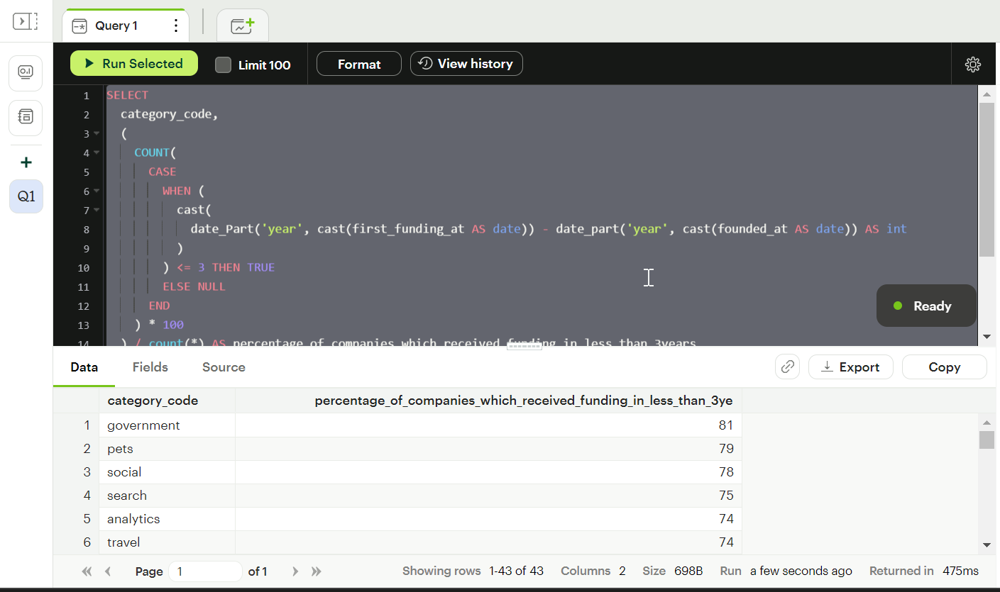 Query 1
Run Selected
Limit 100
Format
View history
1 SELECT
2 category_code,
3 (
4 COUNT(
5 CASE
6 WHEN (
7 cast(
8 date_Part('year', cast(first_funding_at AS date)) - date_part('year', cast(founded_at AS date)) AS int
9 )
10 ) <= 3 THEN TRUE
11 ELSE NULL
12 END
13 ) * 100
14 ) / count(*) AS percentage_of_companies_which_received_funding_in_less_than_3years
Q1
Ready
Data Fields Source
Export
Copy
category_code percentage_of_companies_which_received_funding_in_less_than_3ye
1 government 81
2 pets 79
3 social 78
4 search 75
5 analytics 74
6 travel 74
Page 1 of 1 Showing rows 1-43 of 43 Columns 2 Size 698B Run a few seconds ago Returned in 475ms